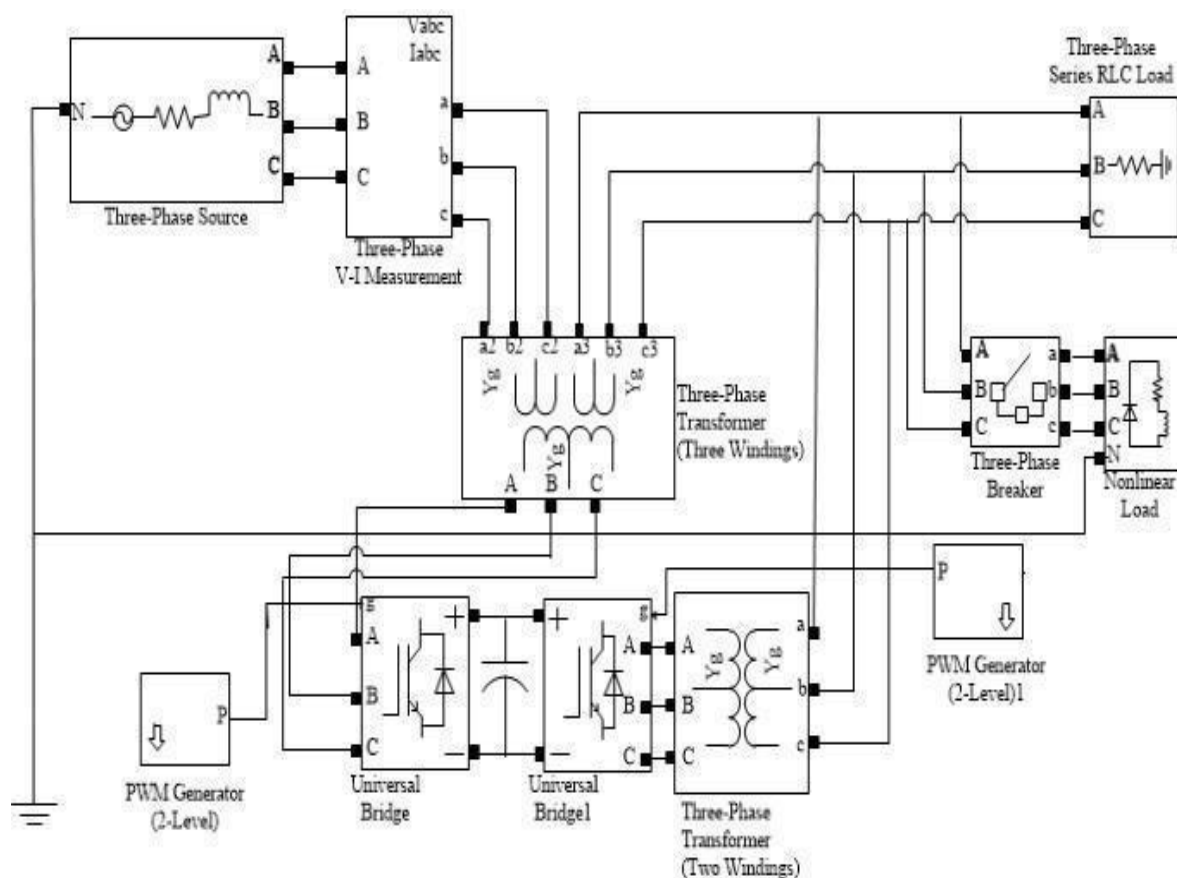 Vabc
Iabc
A
B
C
N
A
B
C
a
b
c
Three-Phase Source
Three-Phase
V-I Measurement
Three-Phase
Series RLC Load
A
B
C
a2
b2
c2
a3
b3
c3
Yg
Yg
Yg
A
B
C
Three-Phase
Transformer
(Three Windings)
A
B
C
a
b
c
Three-Phase
Breaker
A
B
C
N
Nonlinear
Load
P
PWM Generator
(2-Level)
g
A
B
C
+
−
Universal
Bridge
g
+
−
A
B
C
Universal
Bridge1
A
B
C
Yg
Yg
a
b
c
Three-Phase
Transformer
(Two Windings)
P
PWM Generator
(2-Level)1